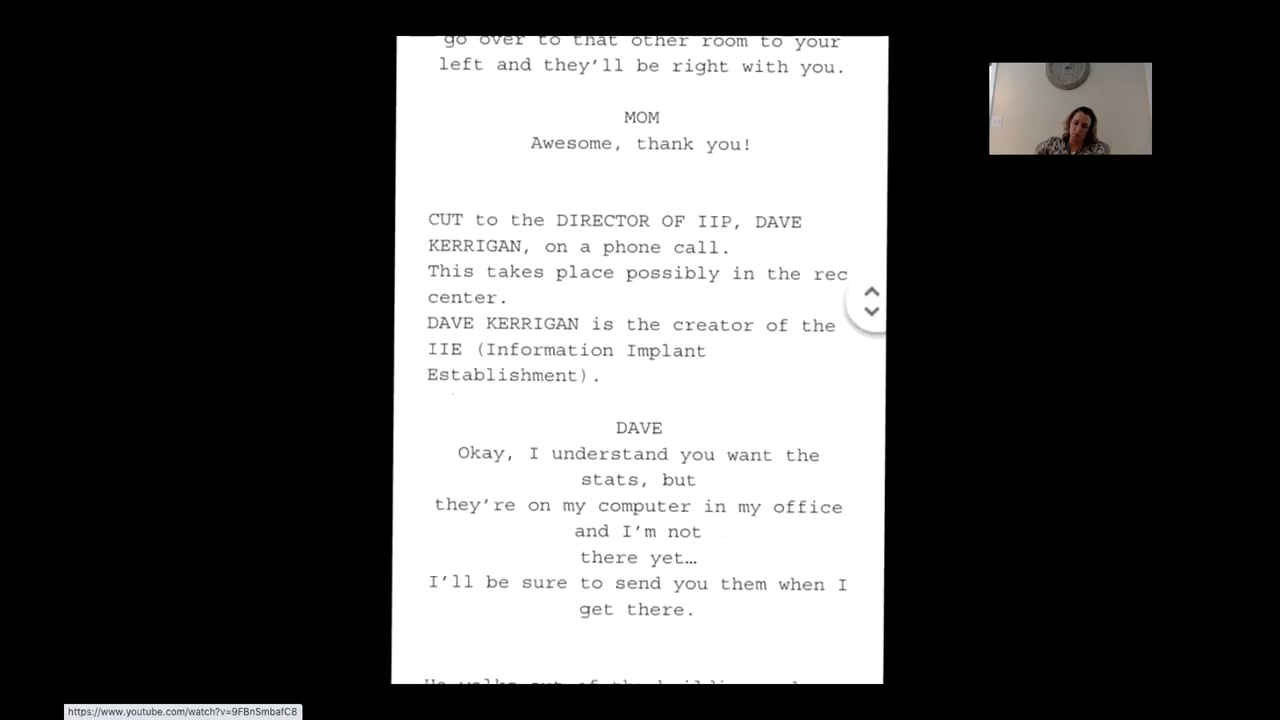 go over to that other room to your
left and they'll be right with you.
MOM
Awesome, thank you!
CUT to the DIRECTOR OF IIP, DAVE
KERRIGAN, on a phone call.
This takes place possibly in the rec
center.
DAVE KERRIGAN is the creator of the
IIE (Information Implant
Establishment).
DAVE
Okay, I understand you want the
stats, but
they're on my computer in my office
and I'm not
there yet…
I'll be sure to send you them when I
get there.
https://www.youtube.com/watch?v=9FBnSmbafC8